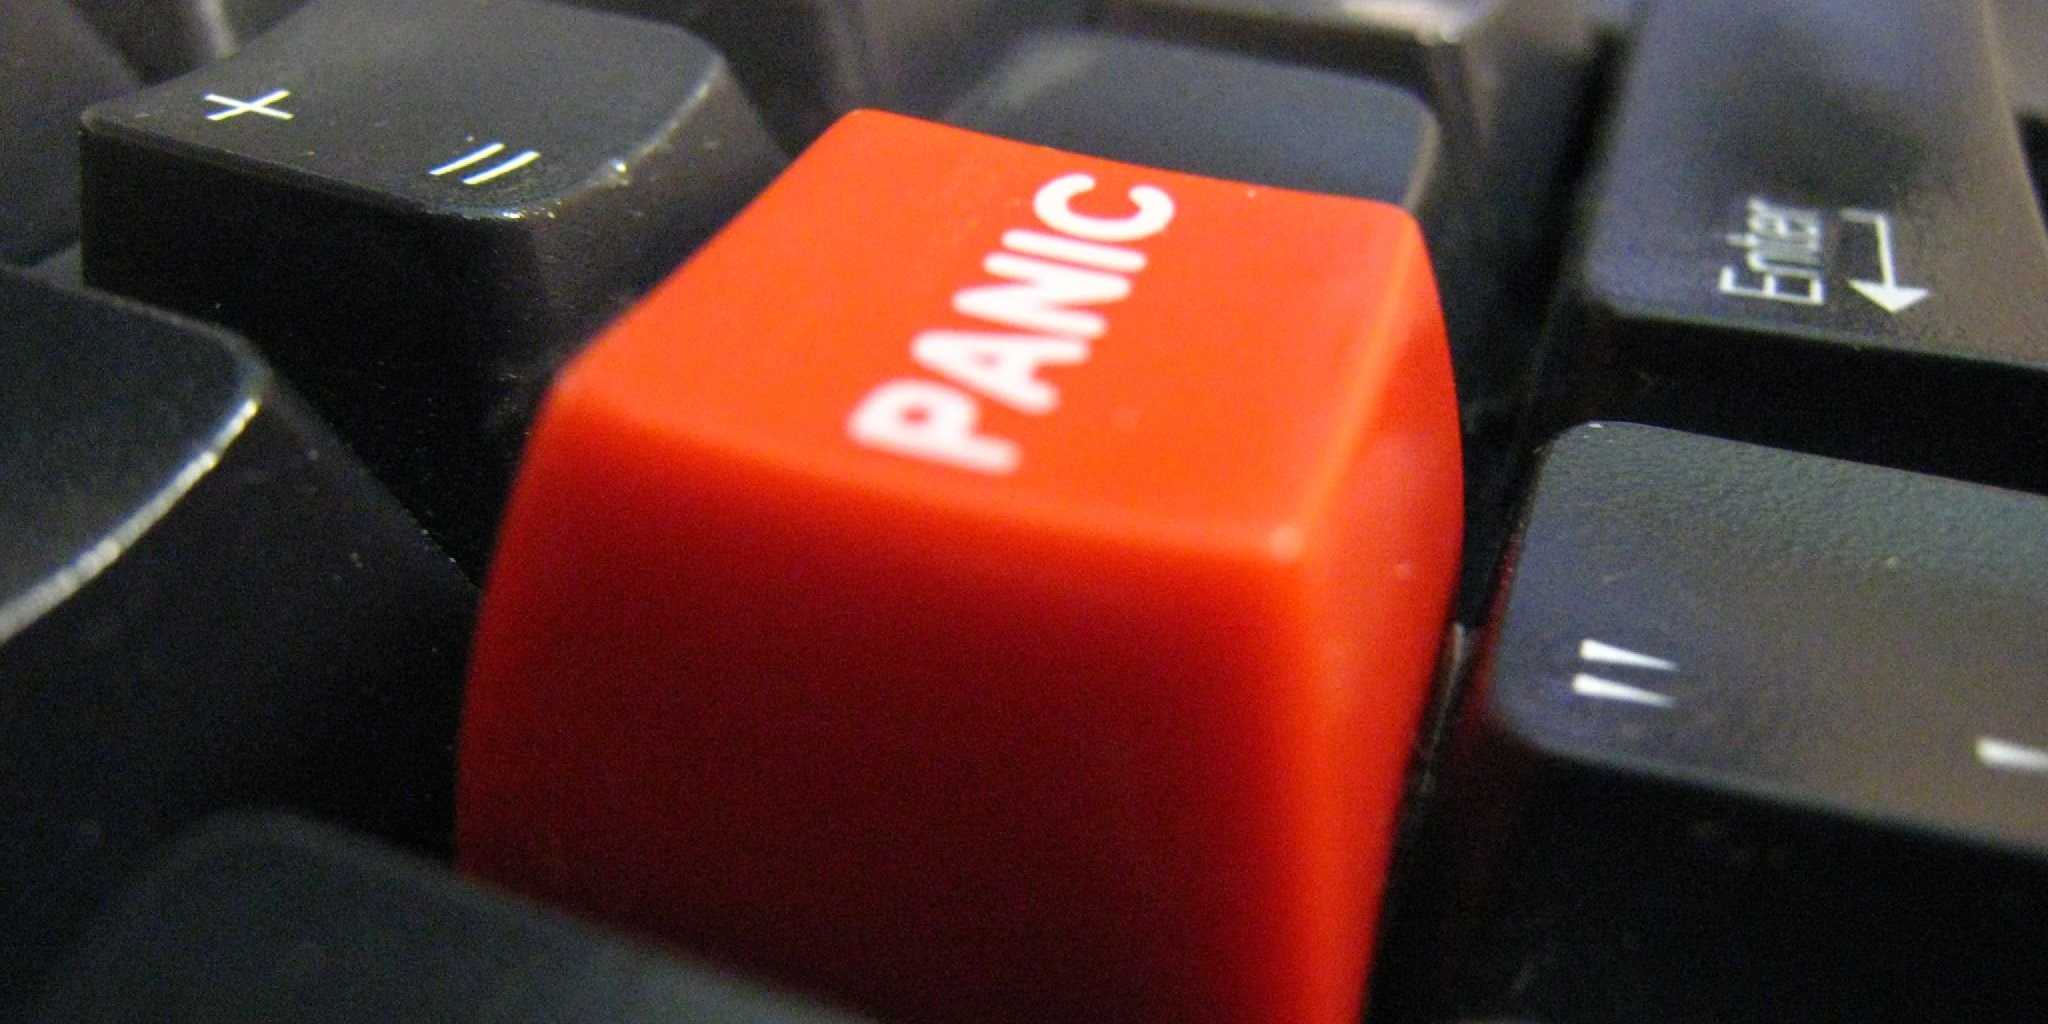 +
=
PANIC
Enter
"